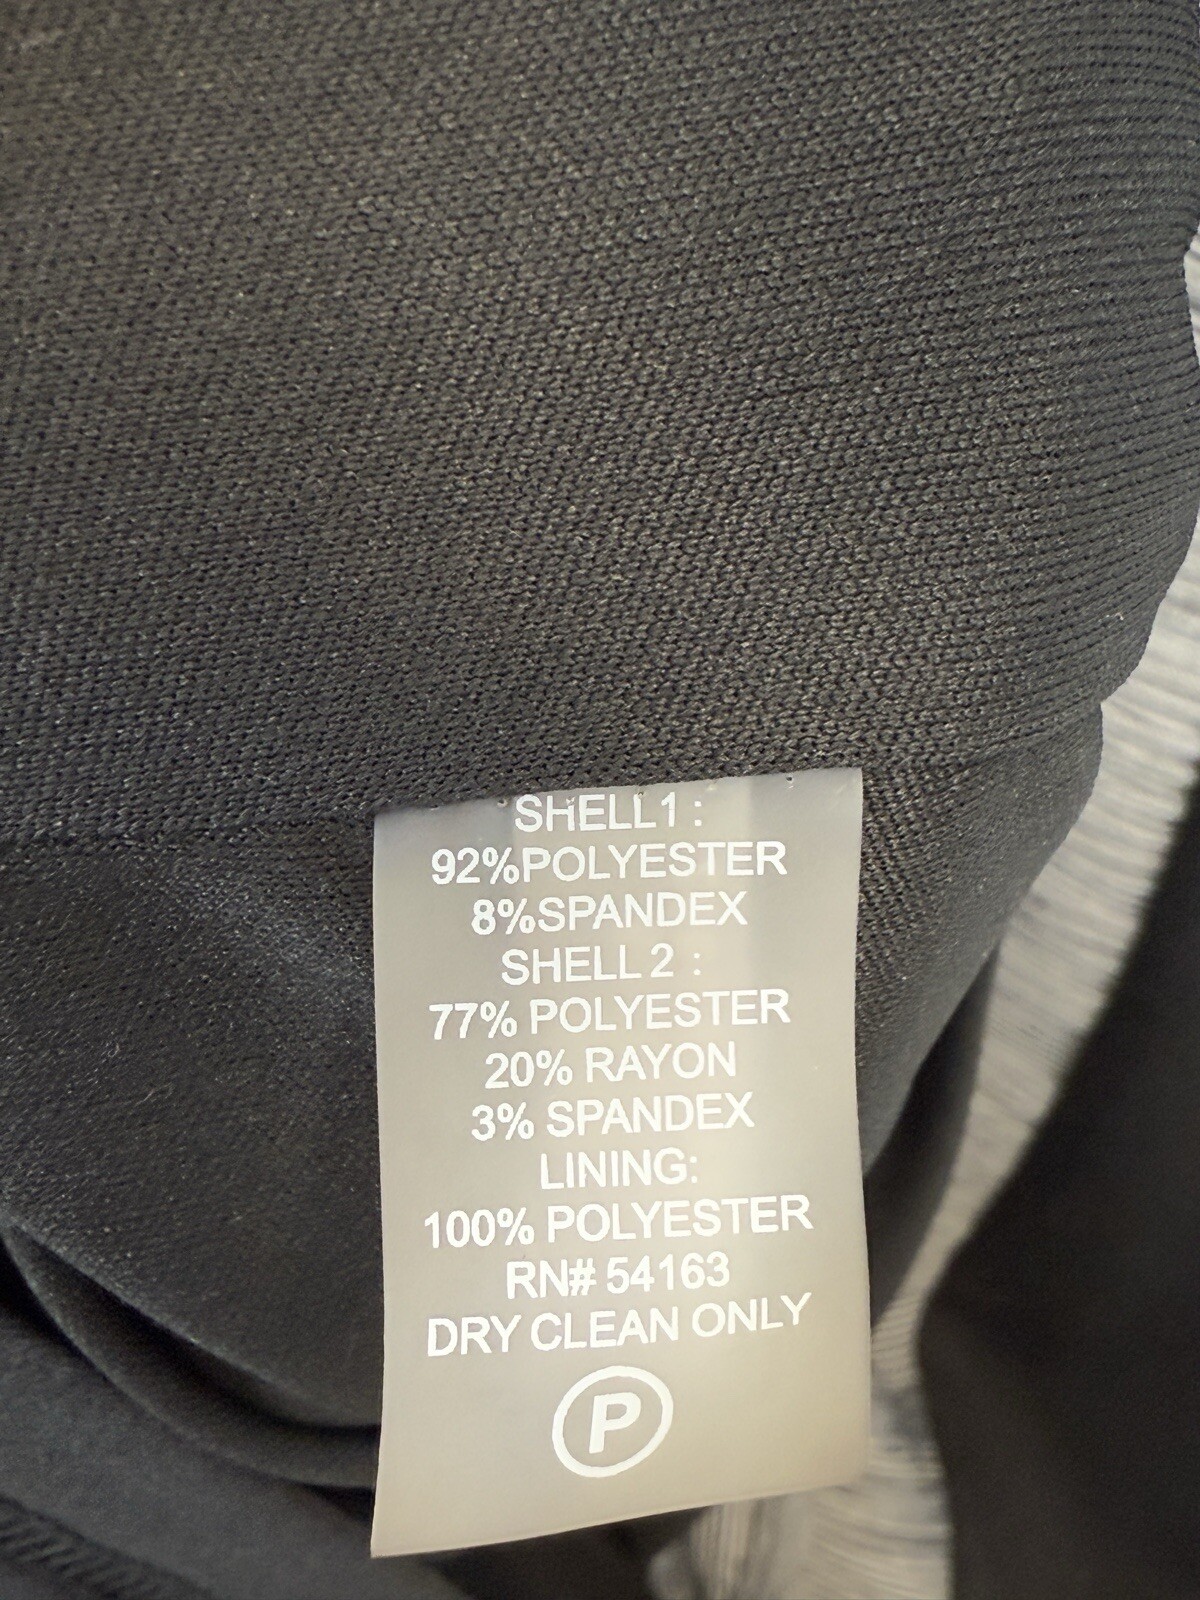 SHELL1 :
92%POLYESTER
8%SPANDEX
SHELL 2 :
77% POLYESTER
20% RAYON
3% SPANDEX
LINING:
100% POLYESTER
RN# 54163
DRY CLEAN ONLY
P